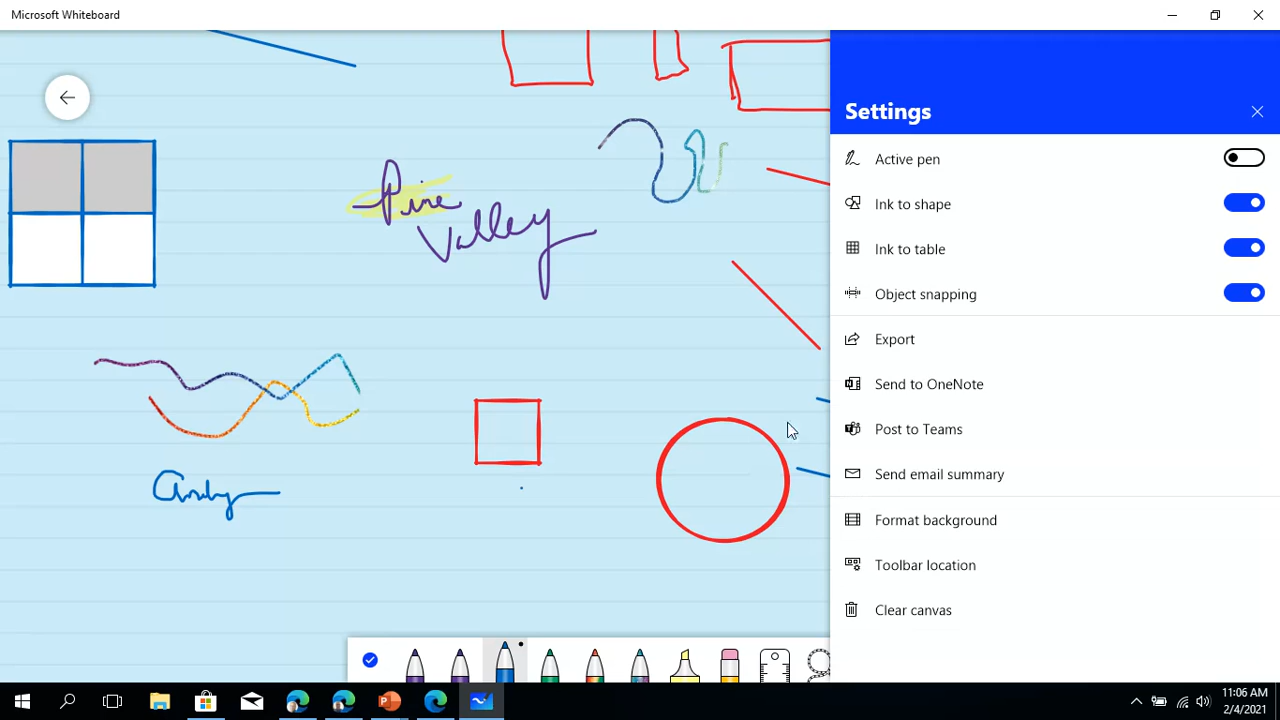 Microsoft Whiteboard
Settings
Active pen
Ink to shape
Ink to table
Object snapping
Export
Send to OneNote
Post to Teams
Send email summary
Format background
Toolbar location
Clear canvas
Pine
Valley
Andy
11:06 AM
2/4/2021